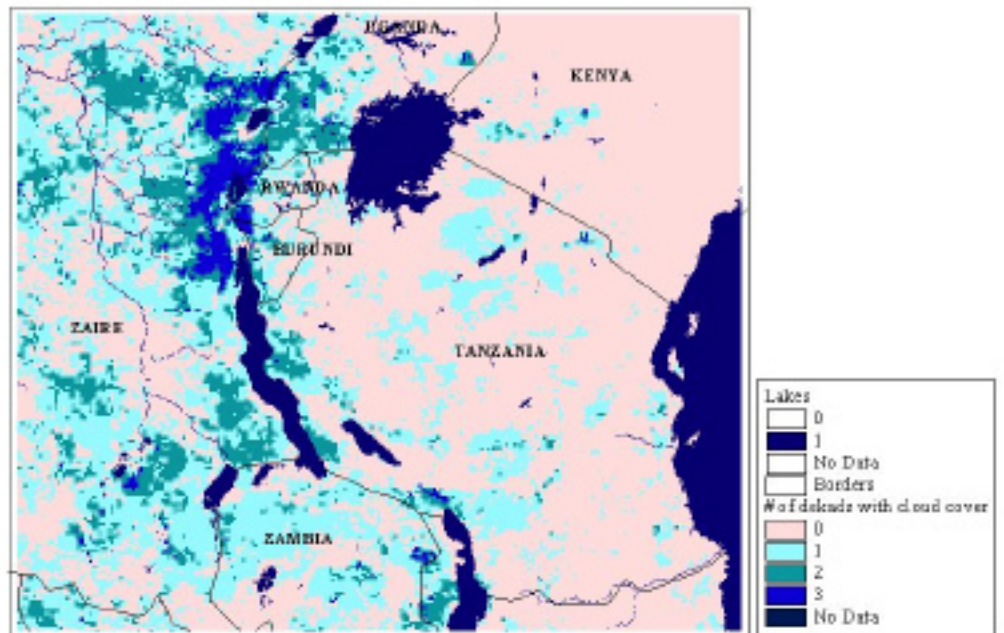 UGANDA
KENYA
RWANDA
BURUNDI
ZAIRE
TANZANIA
ZAMBIA
Lakes
0
1
No Data
Borders
# of dekads with cloud cover
0
1
2
3
No Data